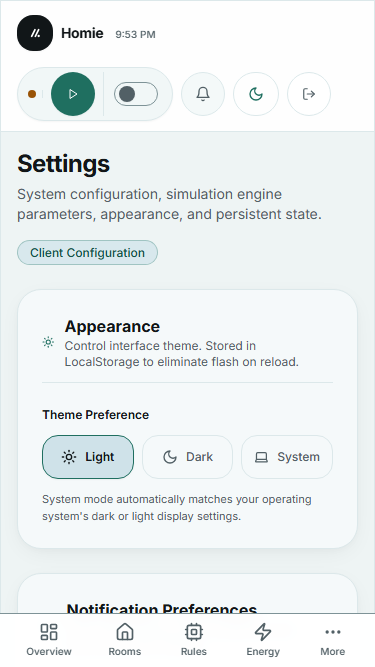 Homie 9:53 PM
Settings
System configuration, simulation engine
parameters, appearance, and persistent state.
Client Configuration
Appearance
Control interface theme. Stored in
LocalStorage to eliminate flash on reload.
Theme Preference
Light Dark System
System mode automatically matches your operating
system's dark or light display settings.
Notification Preferences
Overview Rooms Rules Energy More